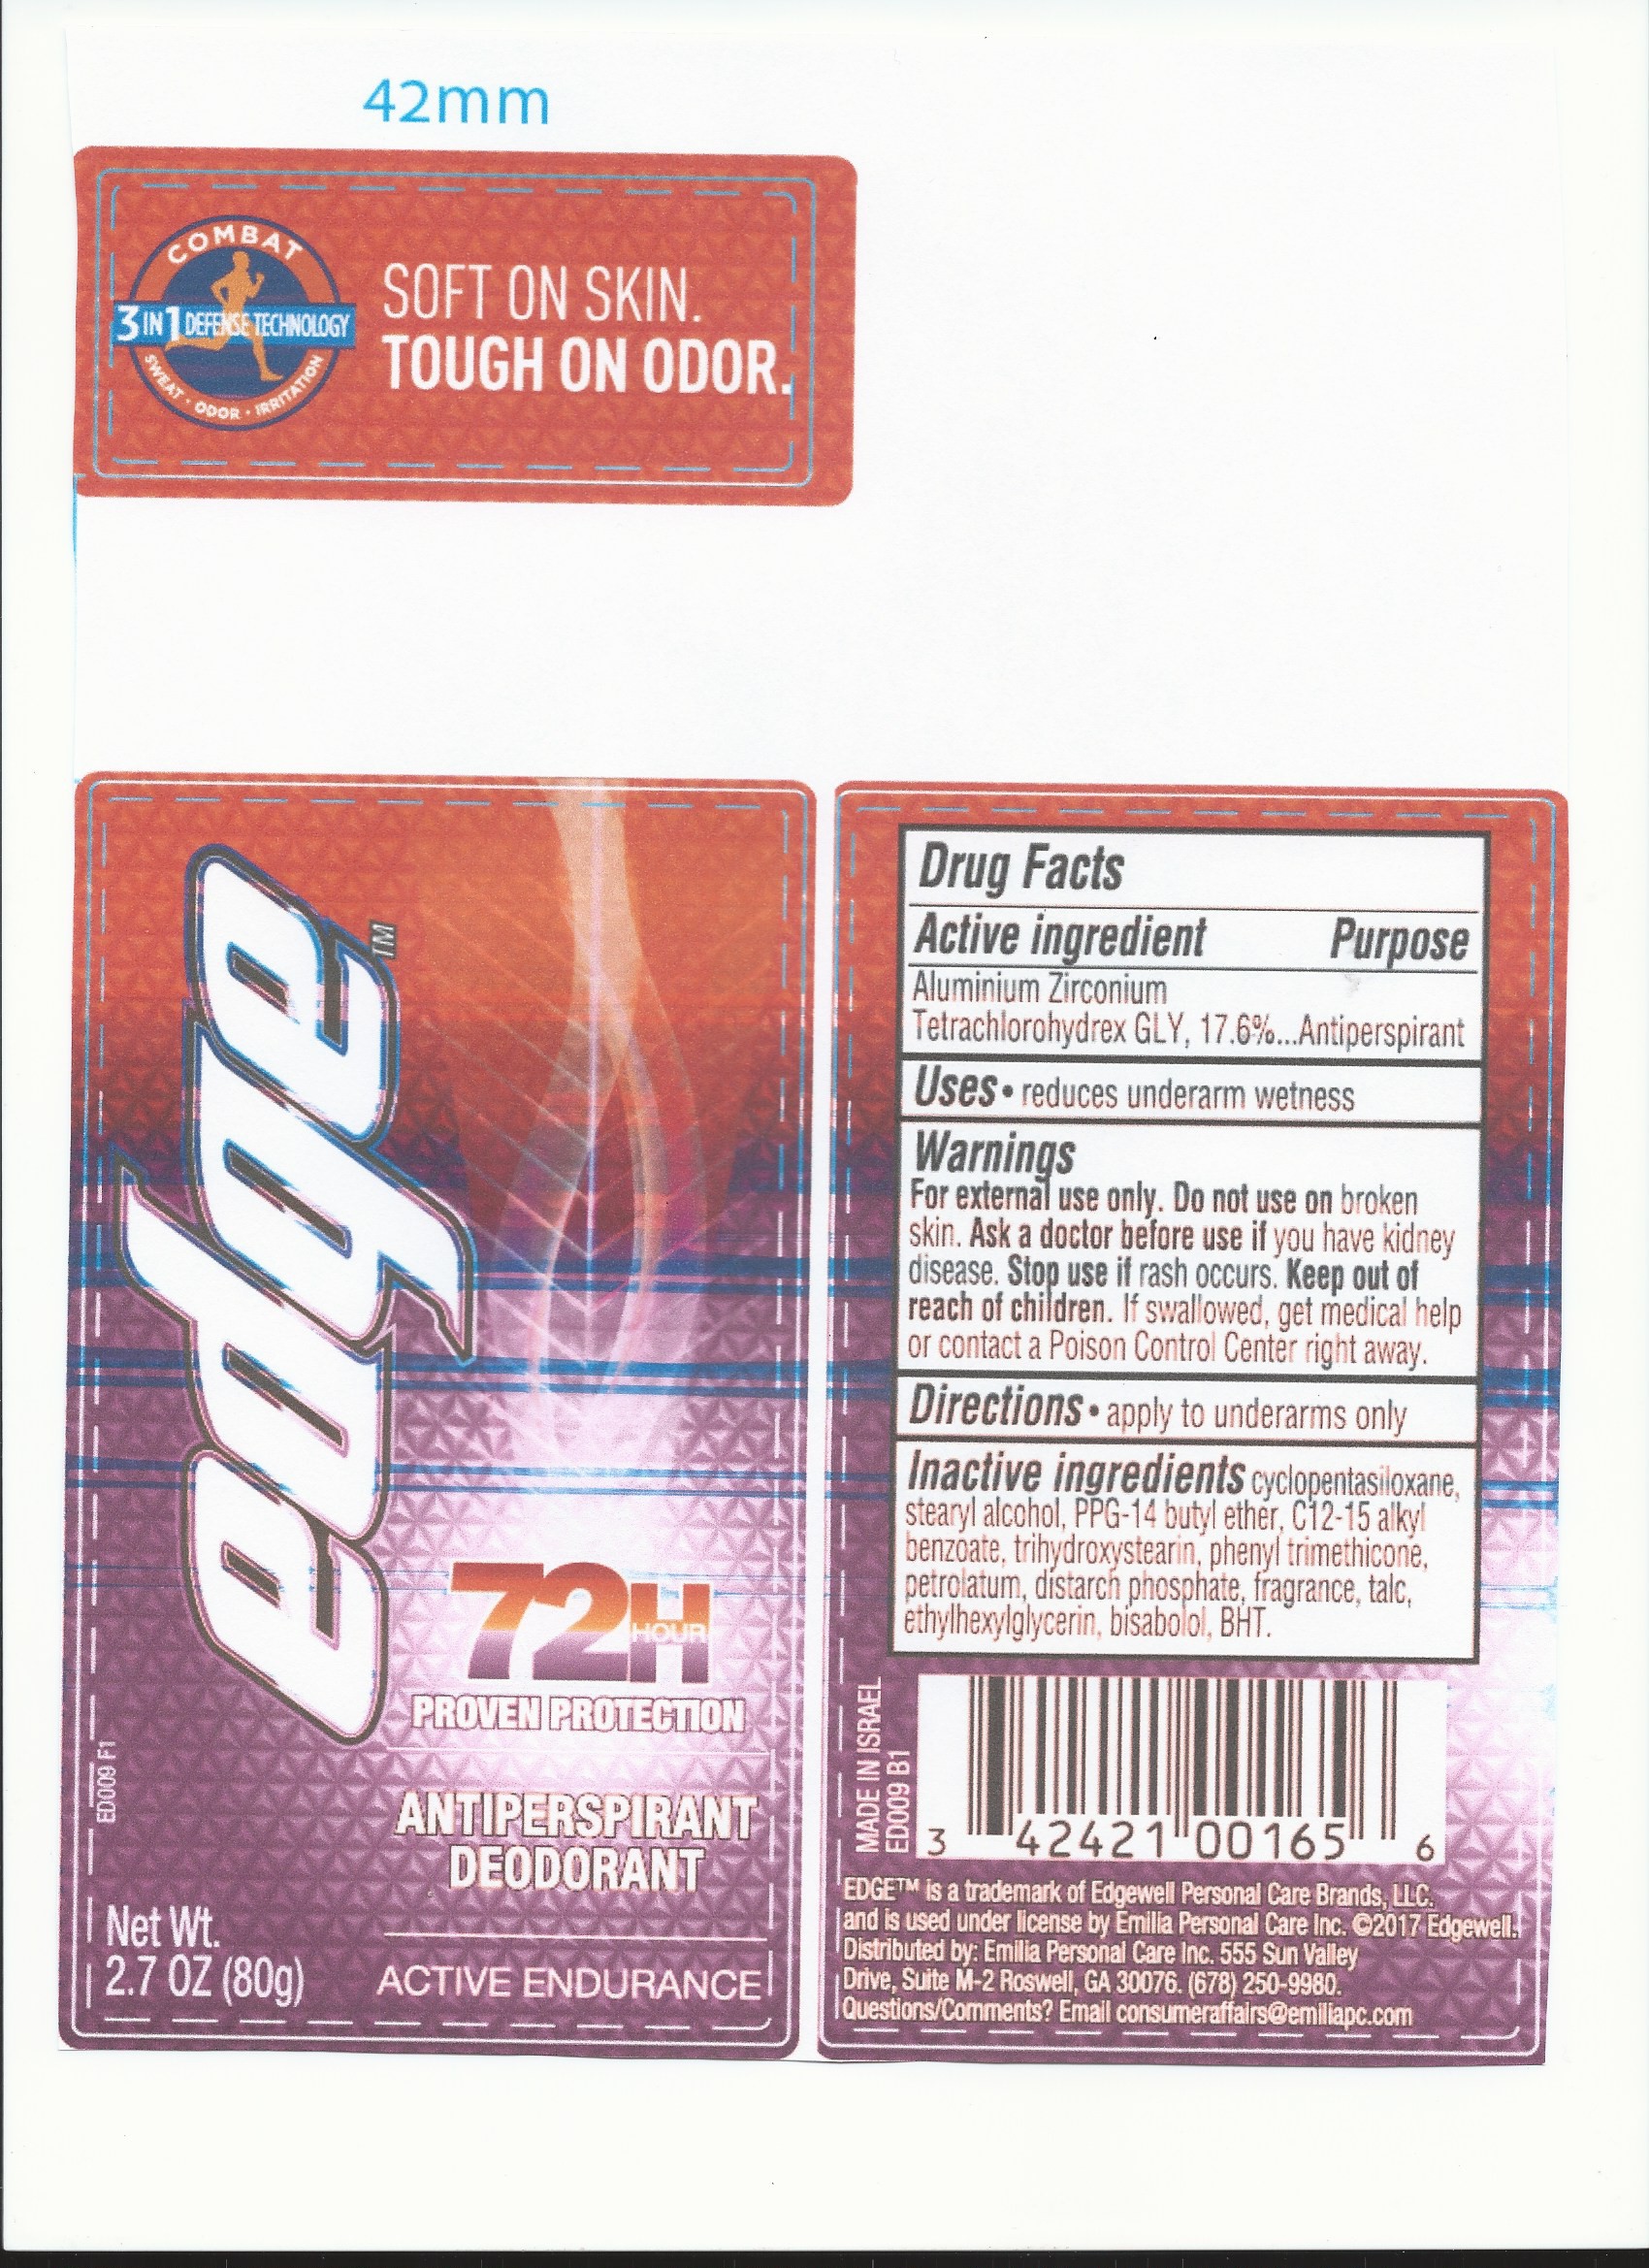 42mm
COMBAT
3 IN 1 DEFENSE TECHNOLOGY
SWEAT • ODOR • IRRITATION
SOFT ON SKIN.
TOUGH ON ODOR.
edge™
72H
HOUR
PROVEN PROTECTION
ANTIPERSPIRANT
DEODORANT
ACTIVE ENDURANCE
ED009 F1
Net Wt.
2.7 OZ (80g)
Drug Facts
Active ingredient Purpose
Aluminium Zirconium
Tetrachlorohydrex GLY, 17.6%...Antiperspirant
Uses • reduces underarm wetness
Warnings
For external use only. Do not use on broken
skin. Ask a doctor before use if you have kidney
disease. Stop use if rash occurs. Keep out of
reach of children. If swallowed, get medical help
or contact a Poison Control Center right away.
Directions • apply to underarms only
Inactive ingredients cyclopentasiloxane,
stearyl alcohol, PPG-14 butyl ether, C12-15 alkyl
benzoate, trihydroxystearin, phenyl trimethicone,
petrolatum, distarch phosphate, fragrance, talc,
ethylhexylglycerin, bisabolol, BHT.
MADE IN ISRAEL
ED009 B1
3 42421 00165 6
EDGE™ is a trademark of Edgewell Personal Care Brands, LLC.
and is used under license by Emilia Personal Care Inc. ©2017 Edgewell.
Distributed by: Emilia Personal Care Inc. 555 Sun Valley
Drive, Suite M-2 Roswell, GA 30076. (678) 250-9980.
Questions/Comments? Email consumeraffairs@emiliapc.com